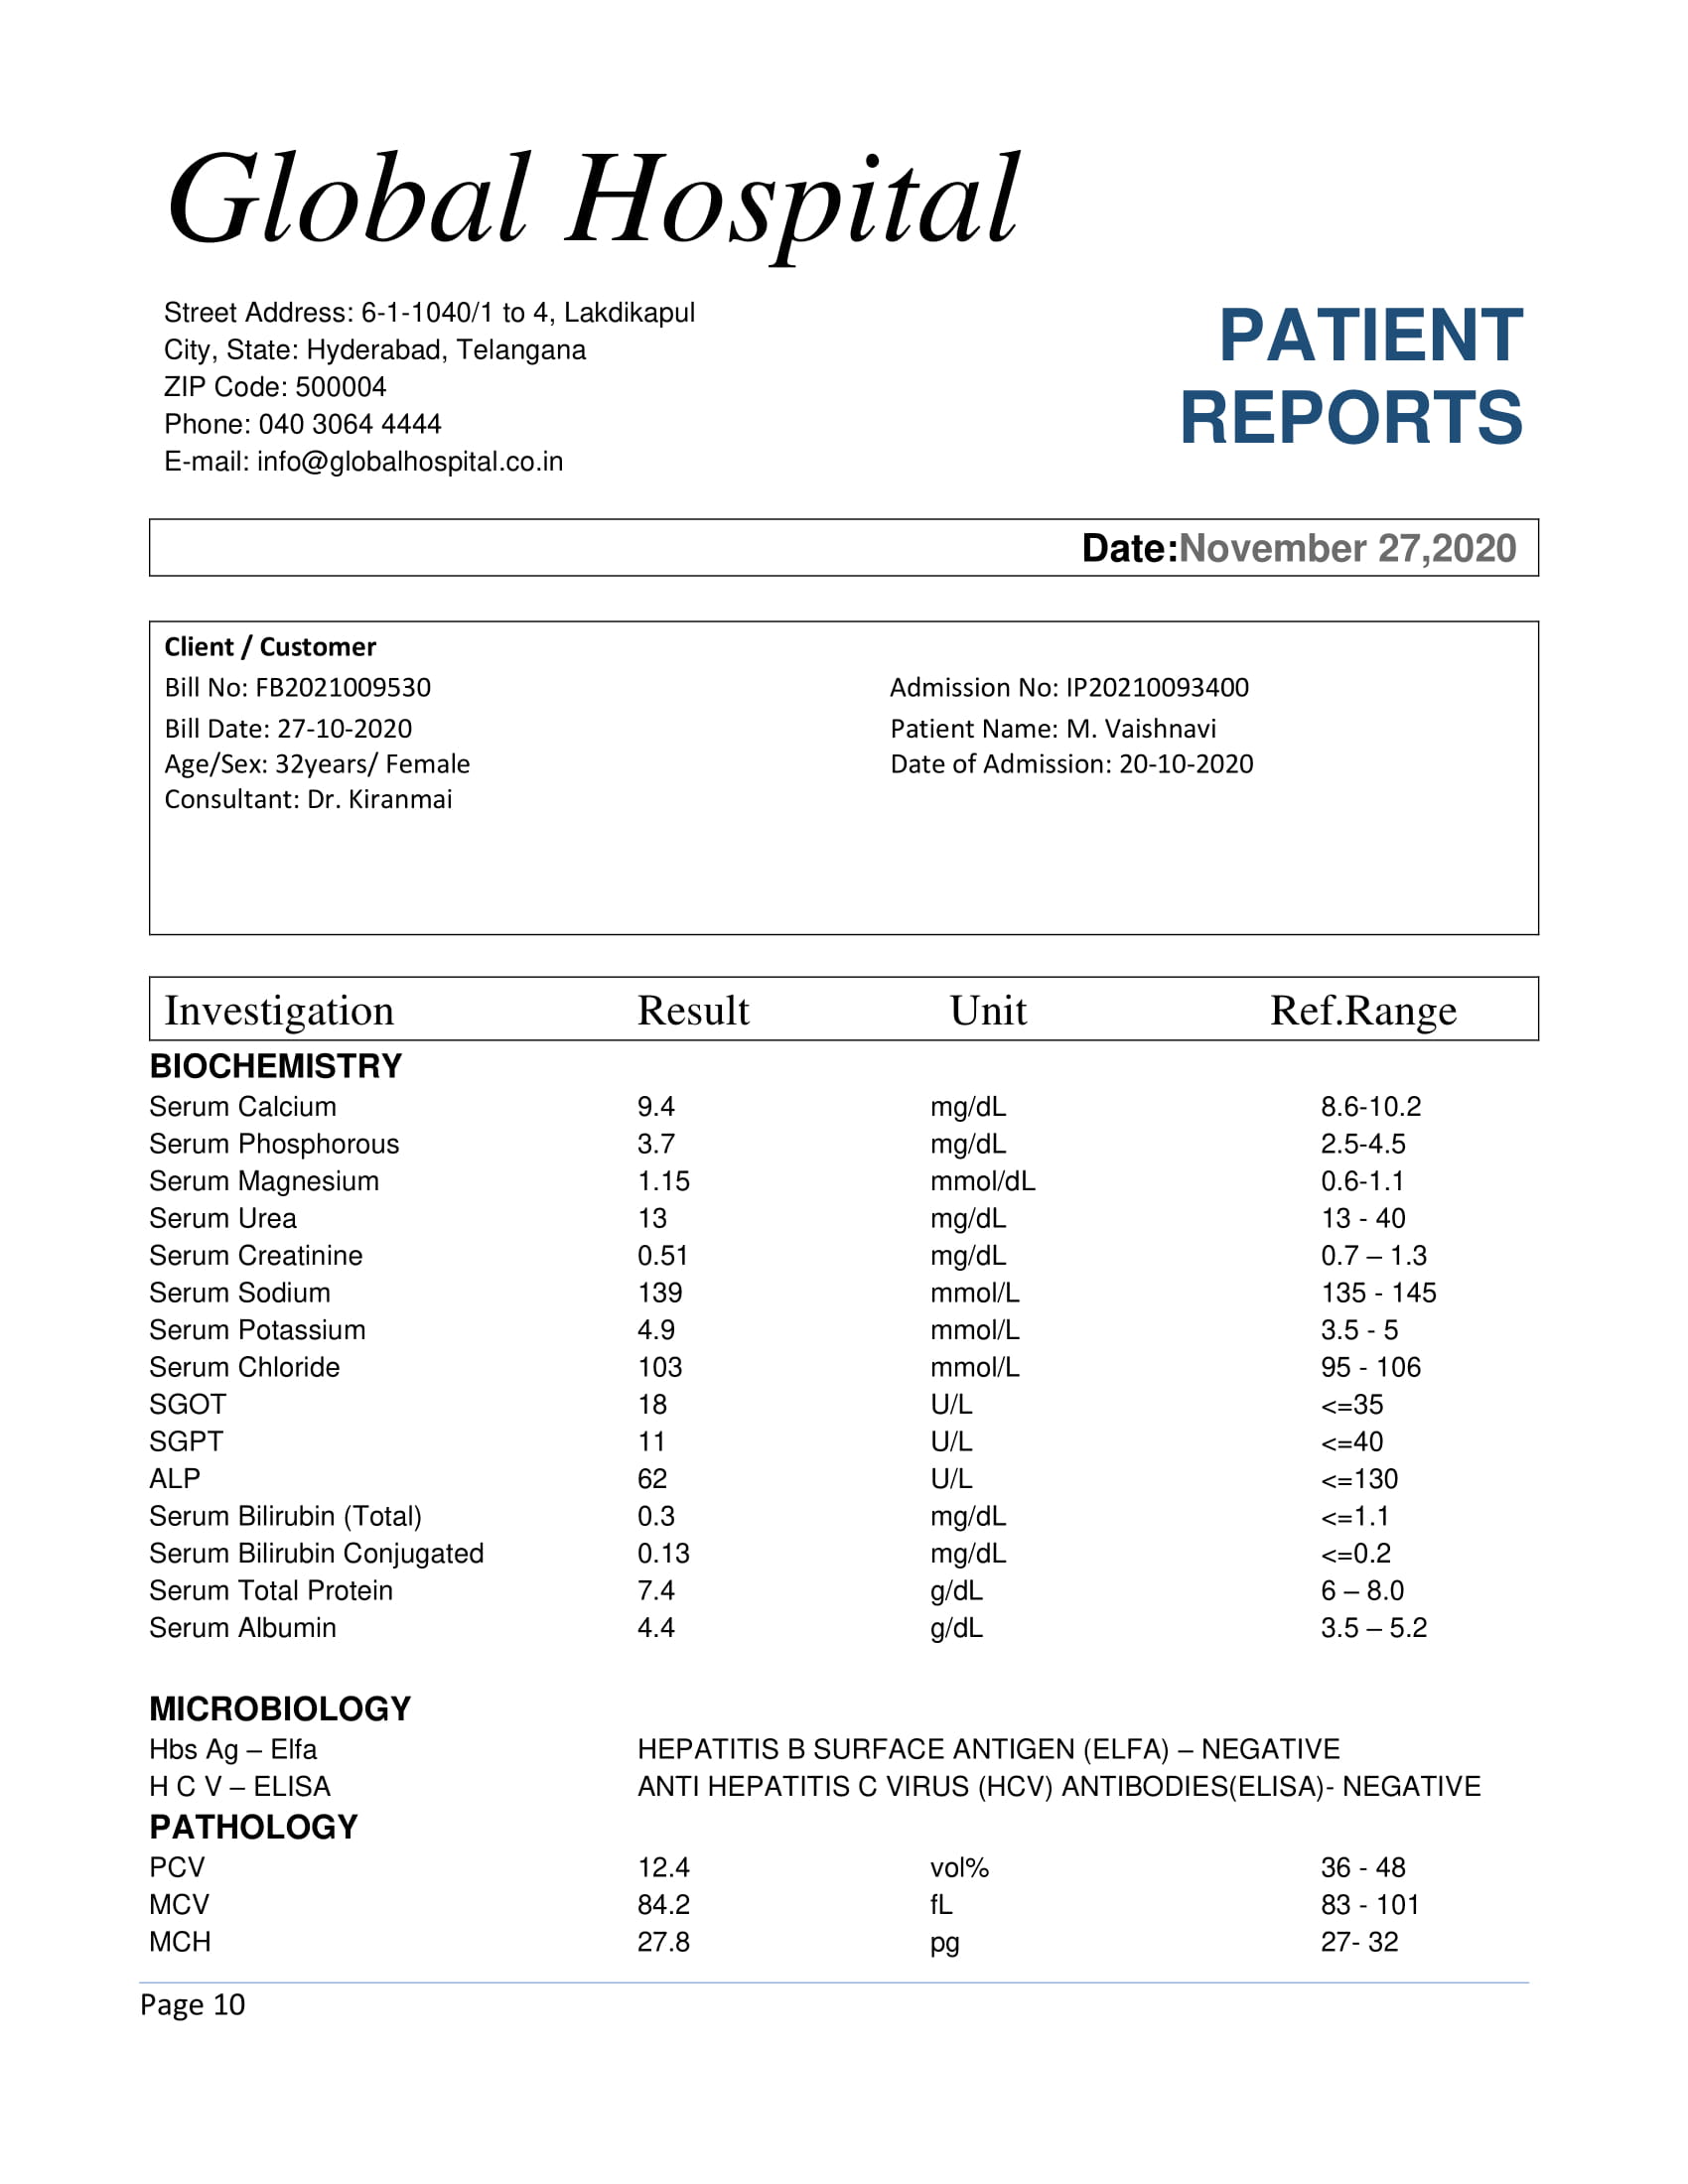 Global Hospital
Street Address: 6-1-1040/1 to 4, Lakdikapul
City, State: Hyderabad, Telangana
ZIP Code: 500004
Phone: 040 3064 4444
E-mail: info@globalhospital.co.in
PATIENT
REPORTS
Date:November 27,2020
Client / Customer
Bill No: FB2021009530 Admission No: IP20210093400
Bill Date: 27-10-2020 Patient Name: M. Vaishnavi
Age/Sex: 32years/ Female Date of Admission: 20-10-2020
Consultant: Dr. Kiranmai
Investigation Result Unit Ref.Range
BIOCHEMISTRY
Serum Calcium 9.4 mg/dL 8.6-10.2
Serum Phosphorous 3.7 mg/dL 2.5-4.5
Serum Magnesium 1.15 mmol/dL 0.6-1.1
Serum Urea 13 mg/dL 13 - 40
Serum Creatinine 0.51 mg/dL 0.7 – 1.3
Serum Sodium 139 mmol/L 135 - 145
Serum Potassium 4.9 mmol/L 3.5 - 5
Serum Chloride 103 mmol/L 95 - 106
SGOT 18 U/L <=35
SGPT 11 U/L <=40
ALP 62 U/L <=130
Serum Bilirubin (Total) 0.3 mg/dL <=1.1
Serum Bilirubin Conjugated 0.13 mg/dL <=0.2
Serum Total Protein 7.4 g/dL 6 – 8.0
Serum Albumin 4.4 g/dL 3.5 – 5.2
MICROBIOLOGY
Hbs Ag – Elfa HEPATITIS B SURFACE ANTIGEN (ELFA) – NEGATIVE
H C V – ELISA ANTI HEPATITIS C VIRUS (HCV) ANTIBODIES(ELISA)- NEGATIVE
PATHOLOGY
PCV 12.4 vol% 36 - 48
MCV 84.2 fL 83 - 101
MCH 27.8 pg 27- 32
Page 10